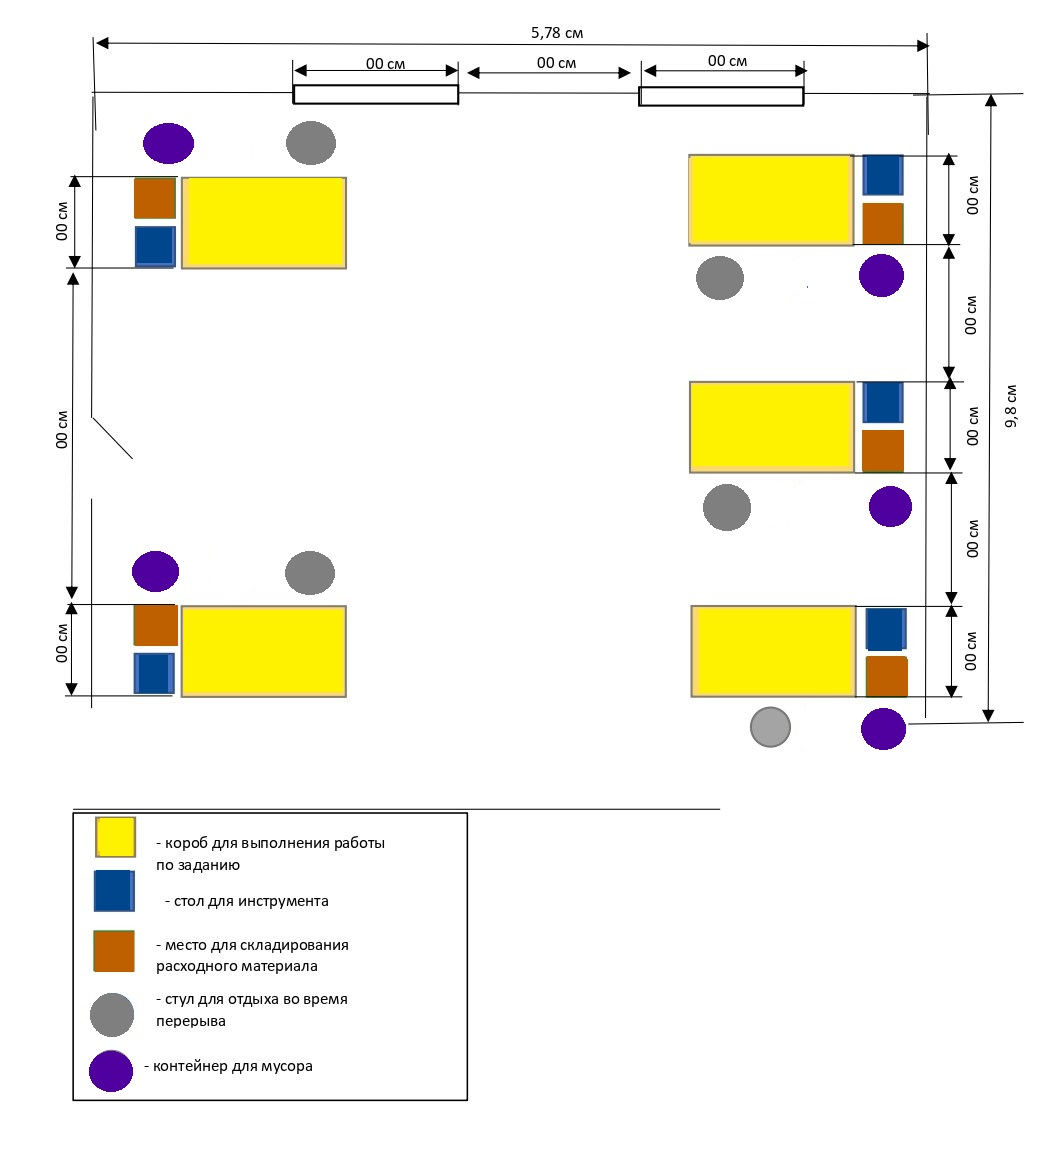 5,78 см
00 см
00 см
00 см
00 см
00 см
00 см
00 см
00 см
00 см
9,8 см
00 см
00 см
00 см
- короб для выполнения работы
по заданию
- стол для инструмента
- место для складирования
расходного материала
- стул для отдыха во время
перерыва
- контейнер для мусора